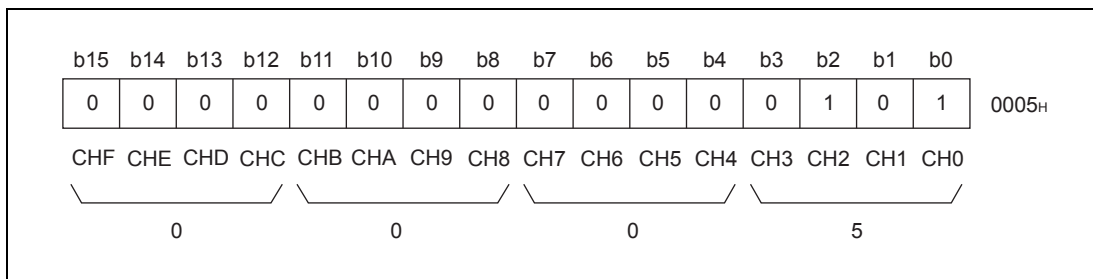 b15 b14 b13 b12 b11 b10 b9 b8 b7 b6 b5 b4 b3 b2 b1 b0
0 0 0 0 0 0 0 0 0 0 0 0 0 1 0 1 0005H
CHF CHE CHD CHC CHB CHA CH9 CH8 CH7 CH6 CH5 CH4 CH3 CH2 CH1 CH0
0 0 0 5